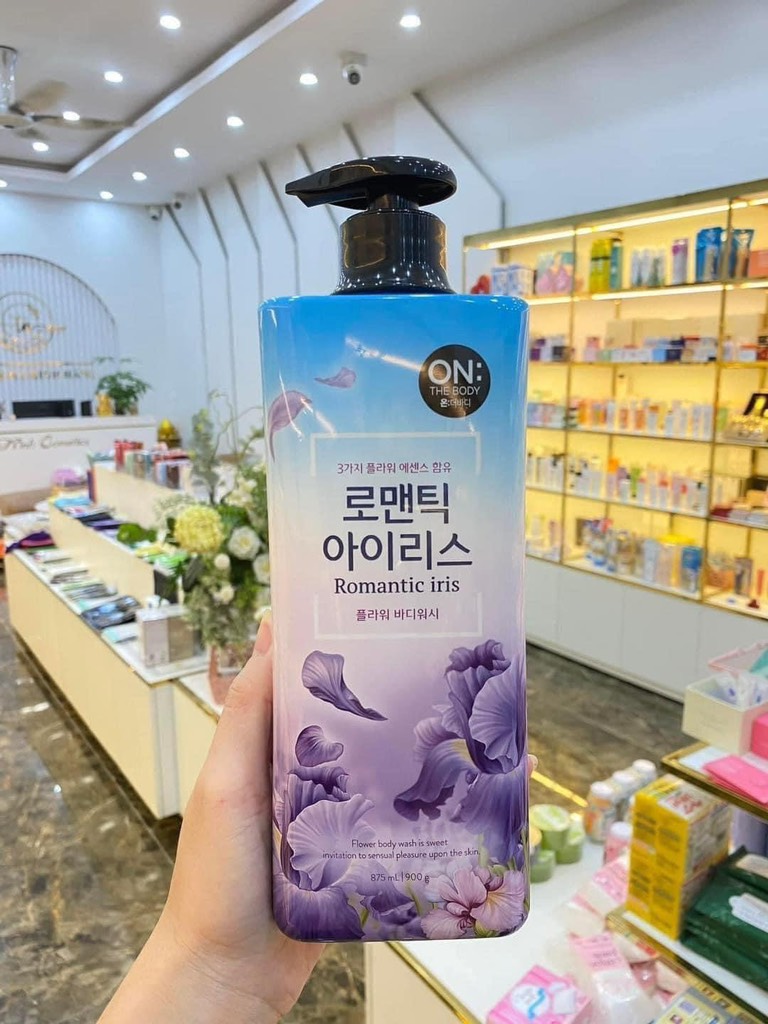 ON:
THE BODY
온:더바디
3가지 플라워 에센스 함유
로맨틱
아이리스
Romantic iris
플라워 바디워시
Flower body wash is sweet
invitation to sensual pleasure upon the skin.
875 mL | 900 g
Cosmetics